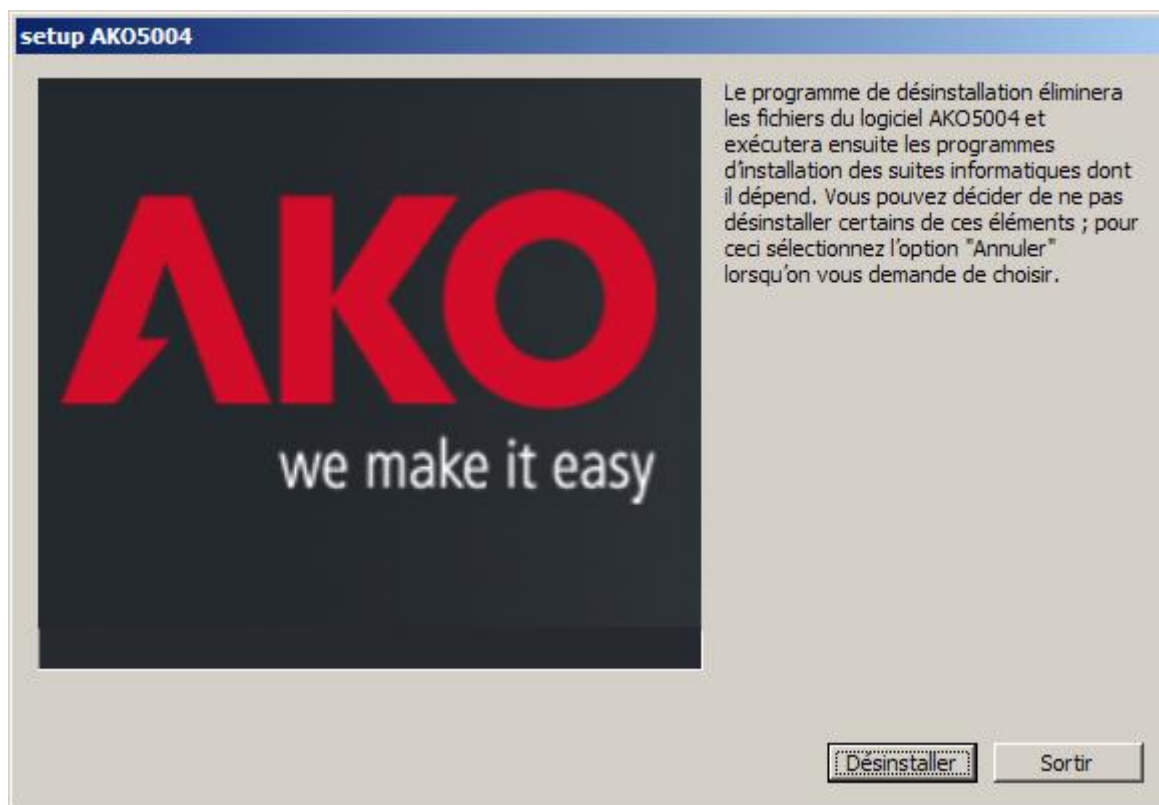 setup AKO5004
AKO
we make it easy
Le programme de désinstallation éliminera
les fichiers du logiciel AKO5004 et
exécutera ensuite les programmes
d'installation des suites informatiques dont
il dépend. Vous pouvez décider de ne pas
désinstaller certains de ces éléments ; pour
ceci sélectionnez l'option "Annuler"
lorsqu'on vous demande de choisir.
Désinstaller
Sortir